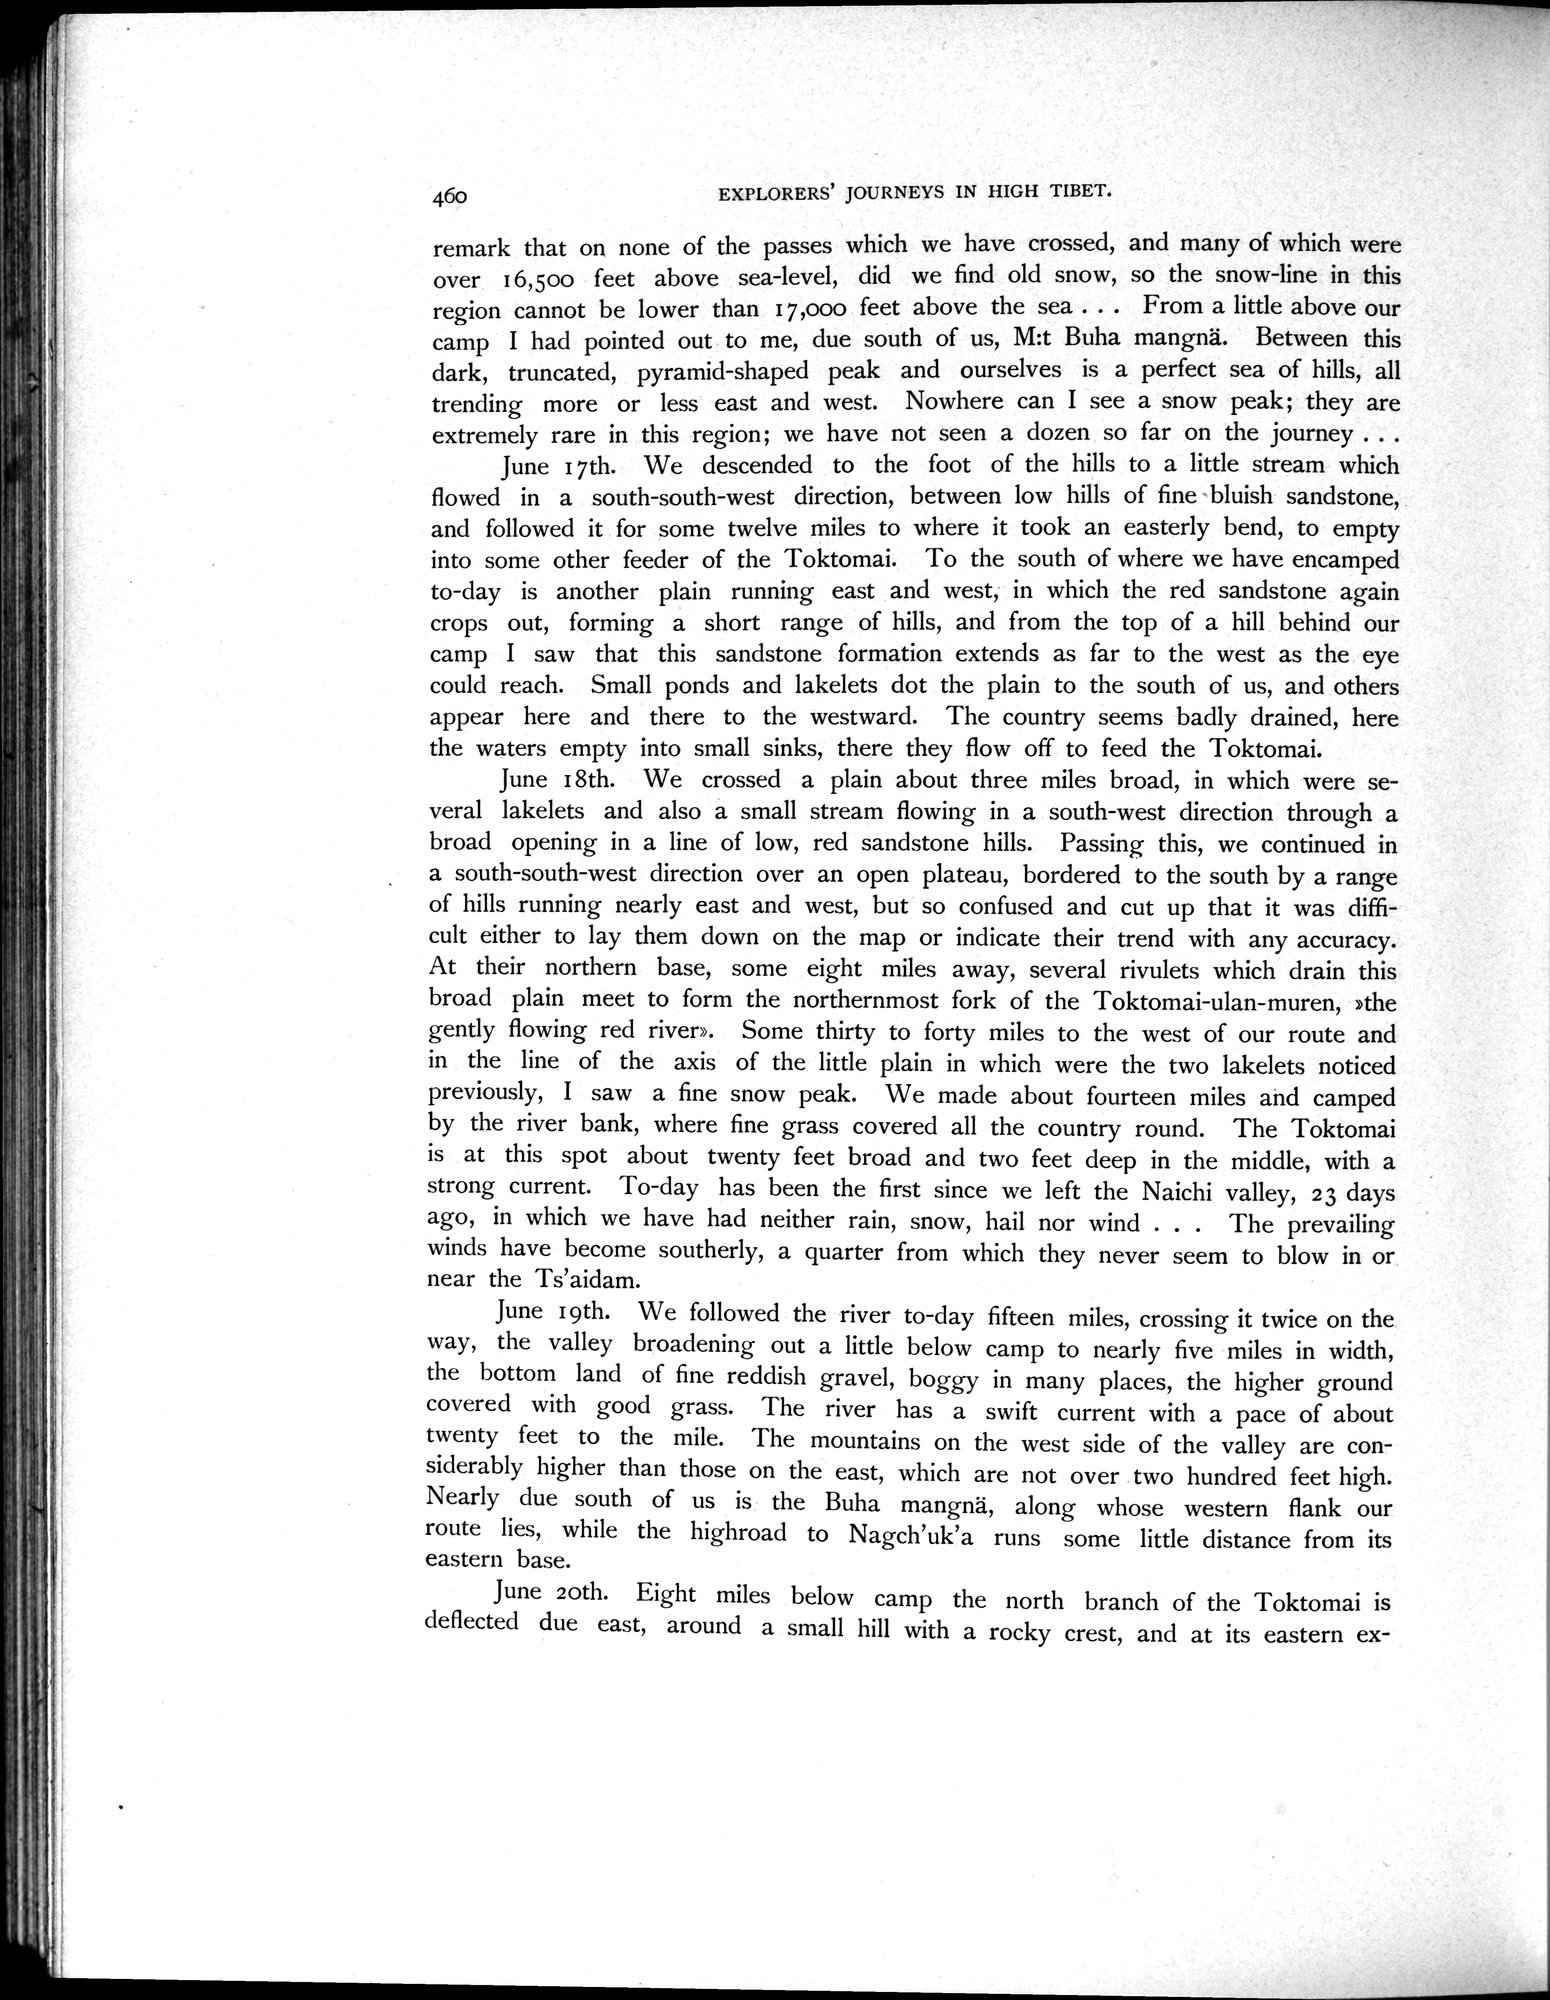 460
EXPLORERS' JOURNEYS IN HIGH TIBET.
remark that on none of the passes which we have crossed, and many of which were
over 16,500 feet above sea-level, did we find old snow, so the snow-line in this
region cannot be lower than 17,000 feet above the sea . . . From a little above our
camp I had pointed out to me, due south of us, M:t Buha mangnä. Between this
dark, truncated, pyramid-shaped peak and ourselves is a perfect sea of hills, all
trending more or less east and west. Nowhere can I see a snow peak; they are
extremely rare in this region; we have not seen a dozen so far on the journey . . .
June 17th. We descended to the foot of the hills to a little stream which
flowed in a south-south-west direction, between low hills of fine bluish sandstone,
and followed it for some twelve miles to where it took an easterly bend, to empty
into some other feeder of the Toktomai. To the south of where we have encamped
to-day is another plain running east and west, in which the red sandstone again
crops out, forming a short range of hills, and from the top of a hill behind our
camp I saw that this sandstone formation extends as far to the west as the eye
could reach. Small ponds and lakelets dot the plain to the south of us, and others
appear here and there to the westward. The country seems badly drained, here
the waters empty into small sinks, there they flow off to feed the Toktomai.
June 18th. We crossed a plain about three miles broad, in which were se-
veral lakelets and also a small stream flowing in a south-west direction through a
broad opening in a line of low, red sandstone hills. Passing this, we continued in
a south-south-west direction over an open plateau, bordered to the south by a range
of hills running nearly east and west, but so confused and cut up that it was diffi-
cult either to lay them down on the map or indicate their trend with any accuracy.
At their northern base, some eight miles away, several rivulets which drain this
broad plain meet to form the northernmost fork of the Toktomai-ulan-muren, »the
gently flowing red river». Some thirty to forty miles to the west of our route and
in the line of the axis of the little plain in which were the two lakelets noticed
previously, I saw a fine snow peak. We made about fourteen miles and camped
by the river bank, where fine grass covered all the country round. The Toktomai
is at this spot about twenty feet broad and two feet deep in the middle, with a
strong current. To-day has been the first since we left the Naichi valley, 23 days
ago, in which we have had neither rain, snow, hail nor wind . . . The prevailing
winds have become southerly, a quarter from which they never seem to blow in or
near the Ts'aidam.
June 19th. We followed the river to-day fifteen miles, crossing it twice on the
way, the valley broadening out a little below camp to nearly five miles in width,
the bottom land of fine reddish gravel, boggy in many places, the higher ground
covered with good grass. The river has a swift current with a pace of about
twenty feet to the mile. The mountains on the west side of the valley are con-
siderably higher than those on the east, which are not over two hundred feet high.
Nearly due south of us is the Buha mangnä, along whose western flank our
route lies, while the highroad to Nagch'uk'a runs some little distance from its
eastern base.
June 20th. Eight miles below camp the north branch of the Toktomai is
deflected due east, around a small hill with a rocky crest, and at its eastern ex-